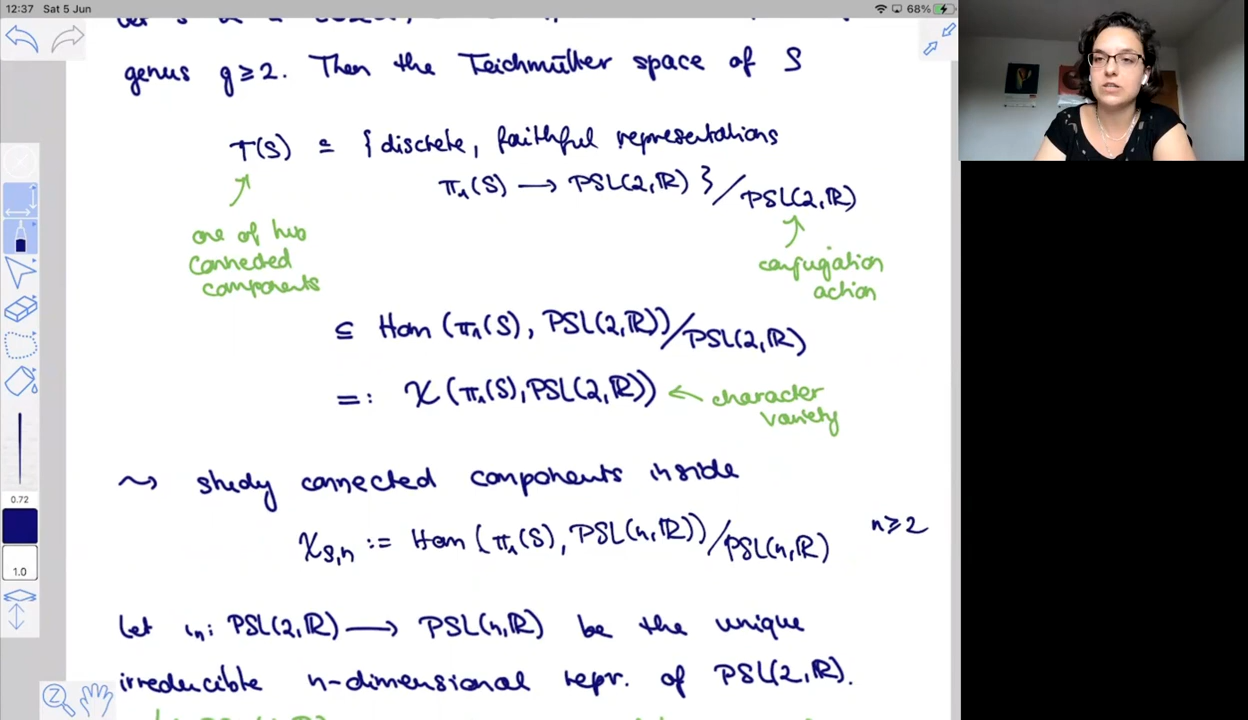 12:37 Sat 5 Jun
68%
genus g ≥ 2. Then the Teichmüller space of S
T(S) ≅ { discrete, faithful representations
π₁(S) ⟶ PSL(2,ℝ) } / PSL(2,ℝ)
one of two
connected
components
conjugation
action
⊆ Hom (π₁(S), PSL(2,ℝ)) / PSL(2,ℝ)
=: 𝒳 (π₁(S), PSL(2,ℝ)) ← character
variety
⇝ study connected components inside
𝒳_{S,n} := Hom (π₁(S), PSL(n,ℝ)) / PSL(n,ℝ) n ≥ 2
0.72
1.0
Let ιₙ: PSL(2,ℝ) ⟶ PSL(n,ℝ) be the unique
irreducible n-dimensional repr. of PSL(2,ℝ).